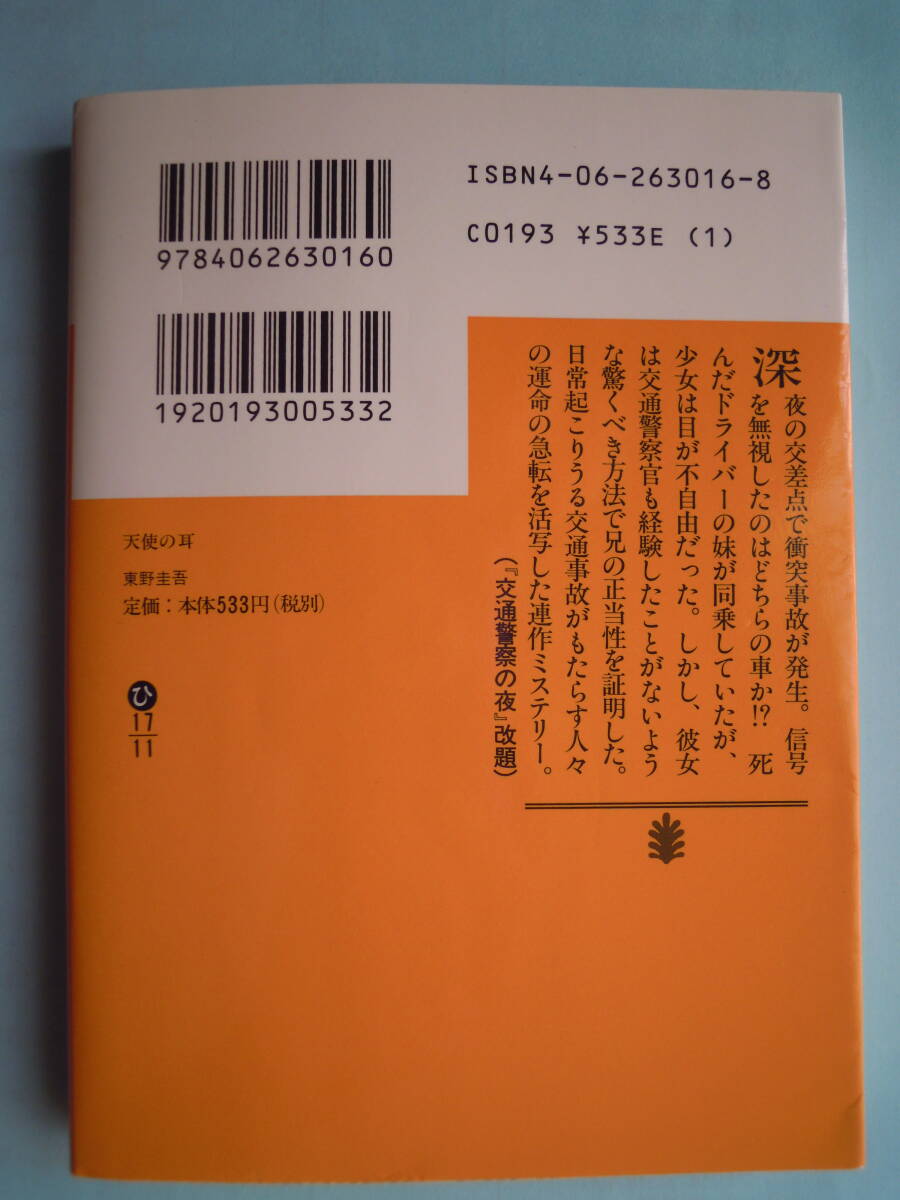 ISBN4-06-263016-8
C0193 ¥533E (1)
9784062630160
1920193005332
深夜の交差点で衝突事故が発生。信号
を無視したのはどちらの車か!? 死
んだドライバーの妹が同乗していたが、
少女は目が不自由だった。しかし、彼女
は交通警察官も経験したことがないよう
な驚くべき方法で兄の正当性を証明した。
日常起こりうる交通事故がもたらす人々
の運命の急転を活写した連作ミステリー。
(『交通警察の夜』改題)
天使の耳
東野圭吾
定価:本体533円(税別)
ひ
17
11